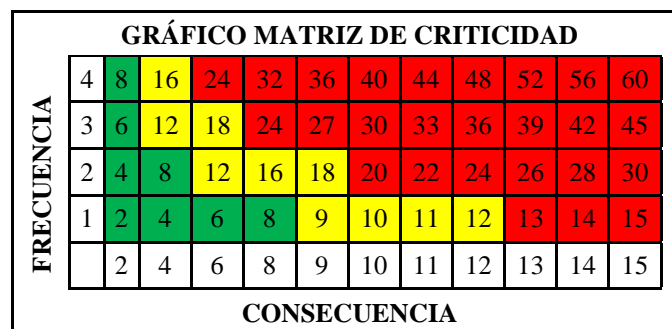 GRÁFICO MATRIZ DE CRITICIDAD
FRECUENCIA
4 8 16 24 32 36 40 44 48 52 56 60
3 6 12 18 24 27 30 33 36 39 42 45
2 4 8 12 16 18 20 22 24 26 28 30
1 2 4 6 8 9 10 11 12 13 14 15
2 4 6 8 9 10 11 12 13 14 15
CONSECUENCIA